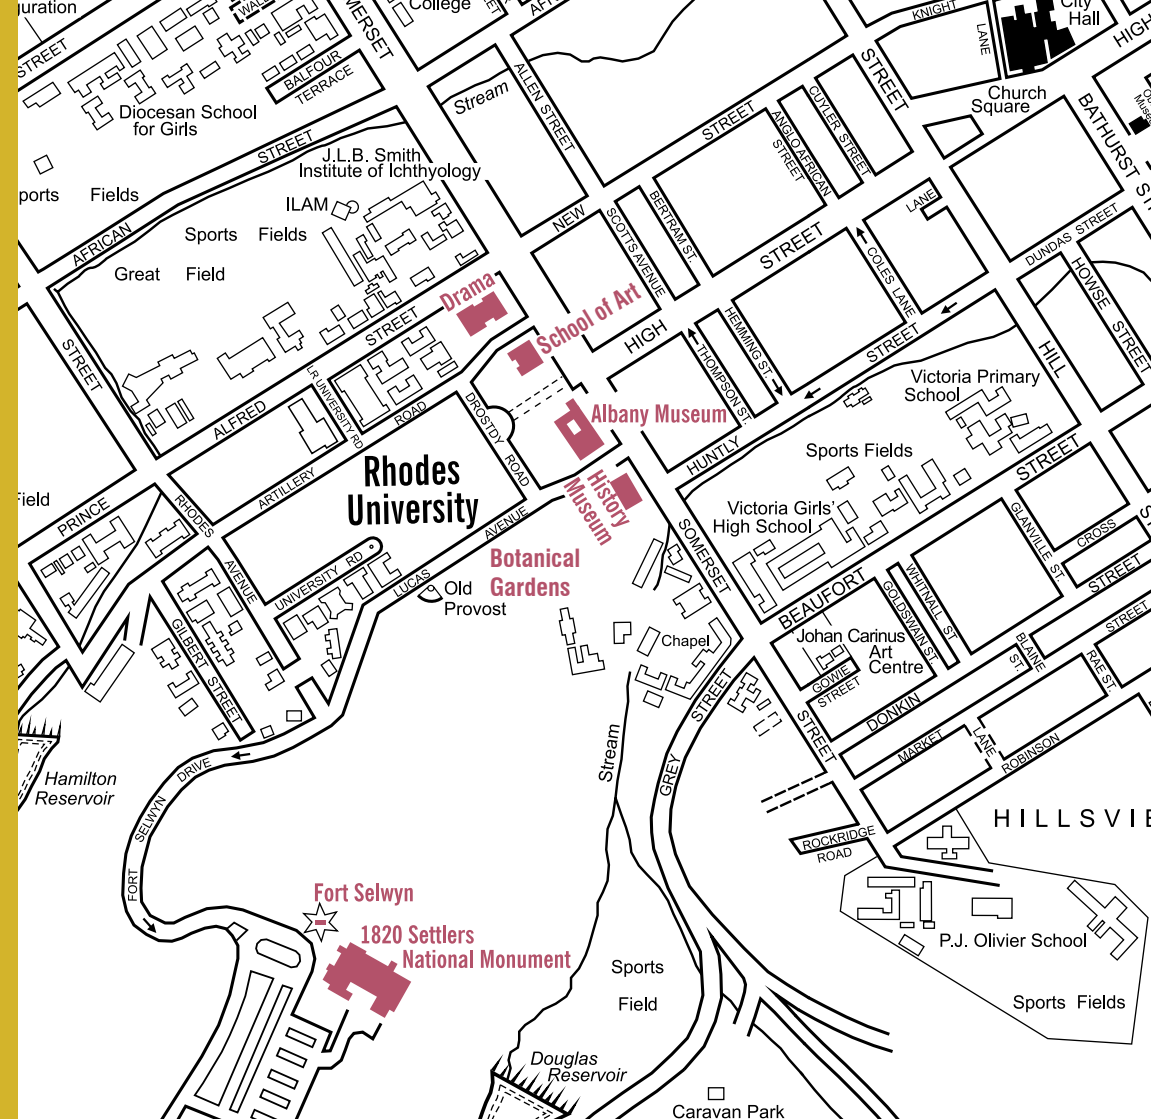 College
WALL
STREET
SOMERSET
City
Hall
KNIGHT
LANE
HIGH
Church
Square
STREET
BALFOUR
TERRACE
Diocesan School
for Girls
Stream
ALLEN STREET
CUYLER STREET
ANGLO AFRICAN
STREET
STREET
BATHURST
STREET
J.L.B. Smith
Institute of Ichthyology
Fields
ILAM
Sports Fields
AFRICAN
Great Field
NEW
SCOTTS AVENUE
BERTRAM ST.
STREET
LANE
COLES LANE
DUNDAS STREET
HOWSE STREET
Drama
School of Art
STREET
HIGH
HEMMING ST.
THOMPSON ST.
STREET
HILL
STREET
LR UNIVERSITY RD
ALFRED
ROAD
DROSTDY ROAD
Albany Museum
HUNTLY
Victoria Primary
School
Sports Fields
STREET
Rhodes
University
ARTILLERY
History
Museum
PRINCE
RHODES
AVENUE
AVENUE
SOMERSET
Victoria Girls'
High School
GLANVILLE ST.
CROSS
STREET
UNIVERSITY RD
LUCAS
Botanical
Gardens
Old
Provost
BEAUFORT
GOLDSWAIN ST.
WHITNALL ST
GILBERT STREET
Chapel
Johan Carinus
Art
Centre
GOWIE
STREET
BLAINE
ST.
STREET
RAE ST.
DONKIN
STREET
STREET
MARKET
LANE
ROBINSON
Hamilton
Reservoir
DRIVE
SELWYN
FORT
Stream
GREY
HILLSVIE
ROCKRIDGE
ROAD
Fort Selwyn
1820 Settlers
National Monument
P.J. Olivier School
Sports
Field
Sports Fields
Douglas
Reservoir
Caravan Park